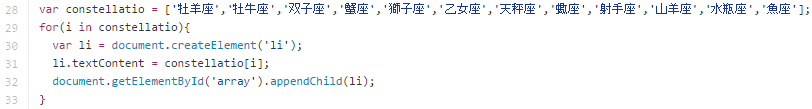 28 var constellatio = ['牡羊座','牡牛座','双子座','蟹座','獅子座','乙女座','天秤座','蠍座','射手座','山羊座','水瓶座','魚座'];
29 for(i in constellatio){
30 var li = document.createElement('li');
31 li.textContent = constellatio[i];
32 document.getElementById('array').appendChild(li);
33 }